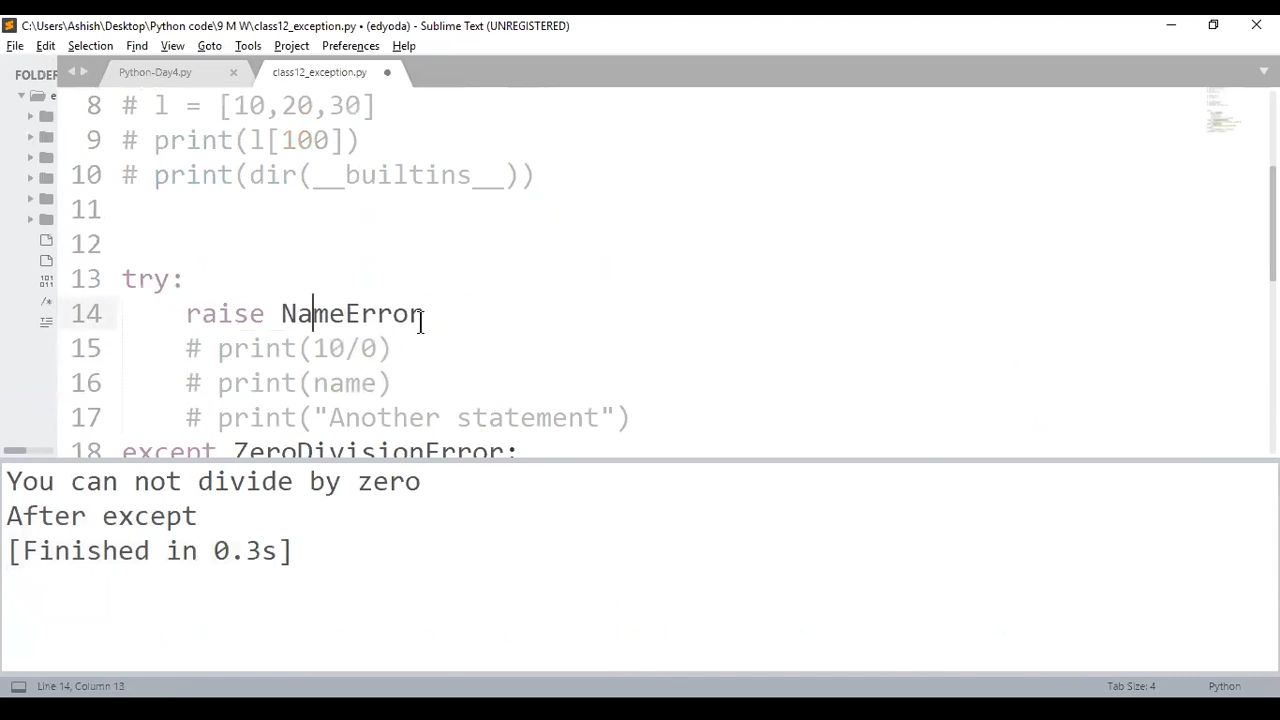 C:\Users\Ashish\Desktop\Python code\9 M W\class12_exception.py • (edyoda) - Sublime Text (UNREGISTERED)
File Edit Selection Find View Goto Tools Project Preferences Help
FOLDER
Python-Day4.py
class12_exception.py
8 # l = [10,20,30]
9 # print(l[100])
10 # print(dir(__builtins__))
11
12
13 try:
14 raise NameError
15 # print(10/0)
16 # print(name)
17 # print("Another statement")
18 except ZeroDivisionError:
You can not divide by zero
After except
[Finished in 0.3s]
Line 14, Column 13
Tab Size: 4
Python